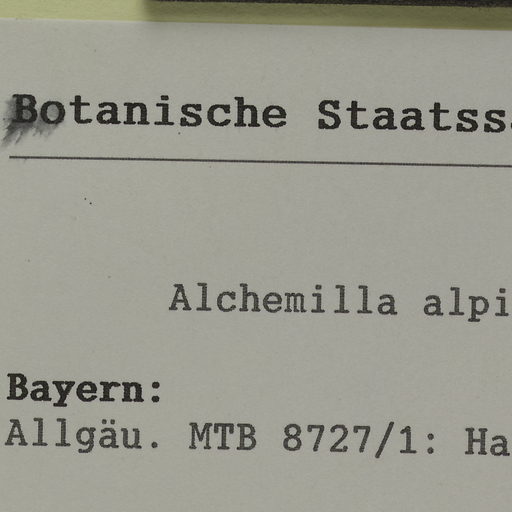 Botanische Staatss
Alchemilla alpi
Bayern:
Allgäu. MTB 8727/1: Ha